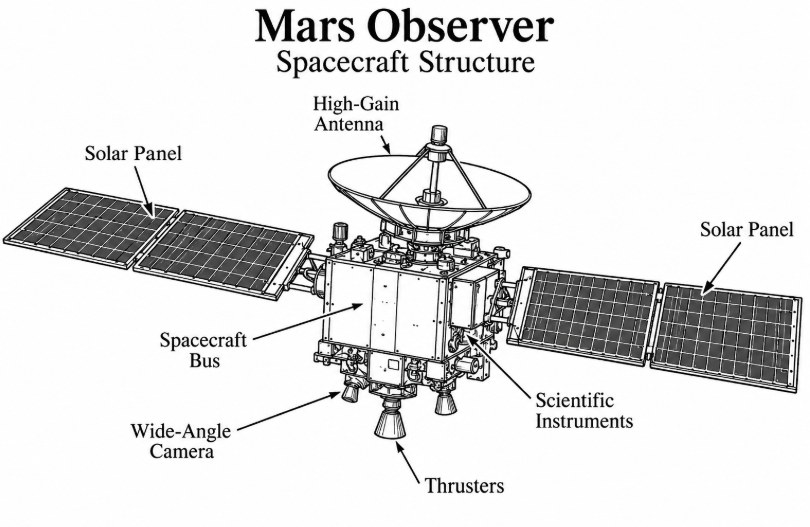 Mars Observer
Spacecraft Structure
High-Gain
Antenna
Solar Panel
Solar Panel
Spacecraft
Bus
Scientific
Instruments
Wide-Angle
Camera
Thrusters